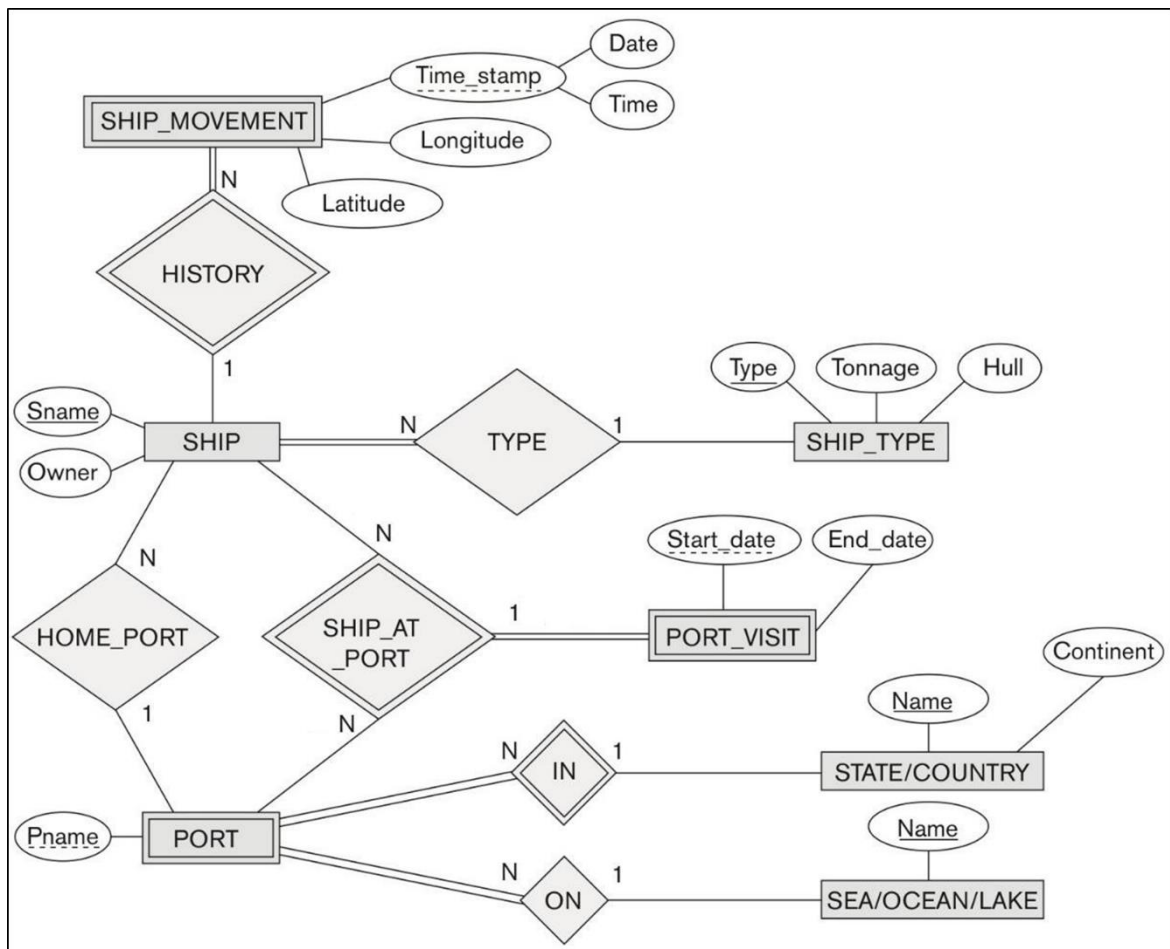 Date
Time_stamp
Time
SHIP_MOVEMENT
Longitude
N
Latitude
HISTORY
1
Type
Tonnage
Hull
Sname
N
1
SHIP
TYPE
SHIP_TYPE
Owner
N
Start_date
End_date
N
1
HOME_PORT
SHIP_AT
_PORT
PORT_VISIT
Continent
1
N
Name
N
1
IN
STATE/COUNTRY
Pname
PORT
Name
N
1
ON
SEA/OCEAN/LAKE